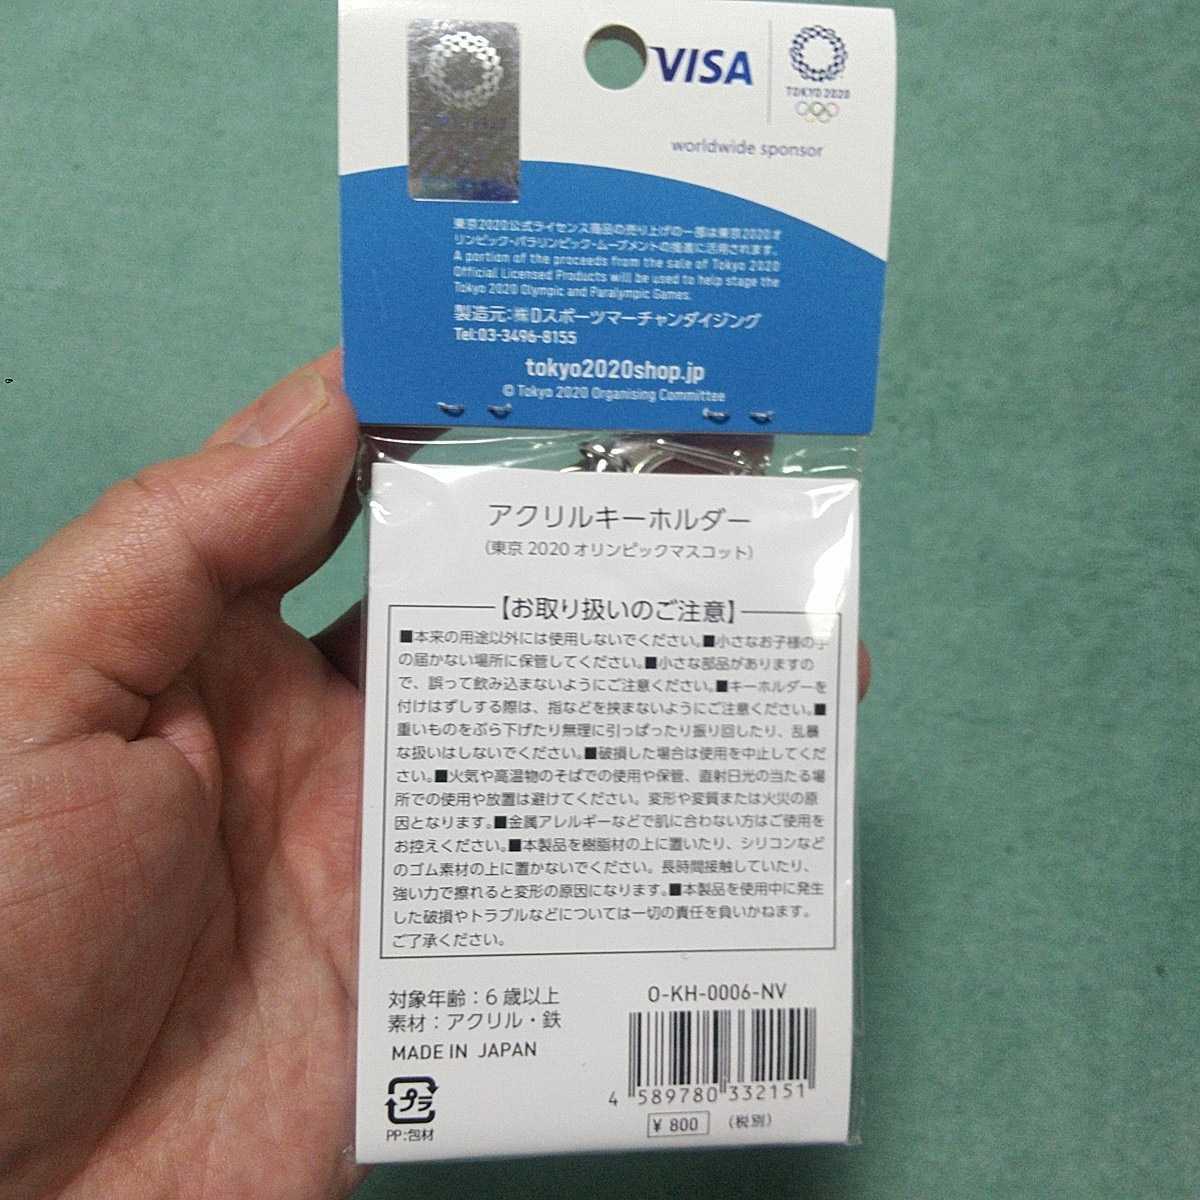 VISA
TOKYO 2020
worldwide sponsor
東京2020公式ライセンス商品の売り上げの一部は東京2020オ
リンピック・パラリンピック・ムーブメントの推進に活用されます。
A portion of the proceeds from the sale of Tokyo 2020
Official Licensed Products will be used to help stage the
Tokyo 2020 Olympic and Paralympic Games.
製造元:㈱Dスポーツマーチャンダイジング
Tel:03-3496-8155
tokyo2020shop.jp
© Tokyo 2020 Organising Committee
アクリルキーホルダー
(東京 2020 オリンピックマスコット)
【お取り扱いのご注意】
■本来の用途以外には使用しないでください。■小さなお子様の手
の届かない場所に保管してください。■小さな部品がありますの
で、誤って飲み込まないようにご注意ください。■キーホルダーを
付けはずしする際は、指などを挟まないようにご注意ください。■
重いものをぶら下げたり無理に引っぱったり振り回したり、乱暴
な扱いはしないでください。■破損した場合は使用を中止してくだ
さい。■火気や高温物のそばでの使用や保管、直射日光の当たる場
所での使用や放置は避けてください。変形や変質または火災の原
因となります。■金属アレルギーなどで肌に合わない方はご使用を
お控えください。■本製品を樹脂材の上に置いたり、シリコンなど
のゴム素材の上に置かないでください。長時間接触していたり、
強い力で擦れると変形の原因になります。■本製品を使用中に発生
した破損やトラブルなどについては一切の責任を負いかねます。
ご了承ください。
対象年齢：6 歳以上
素材：アクリル・鉄
MADE IN JAPAN
プラ
PP:包材
O-KH-0006-NV
4 589780 332151
¥ 800 (税別)